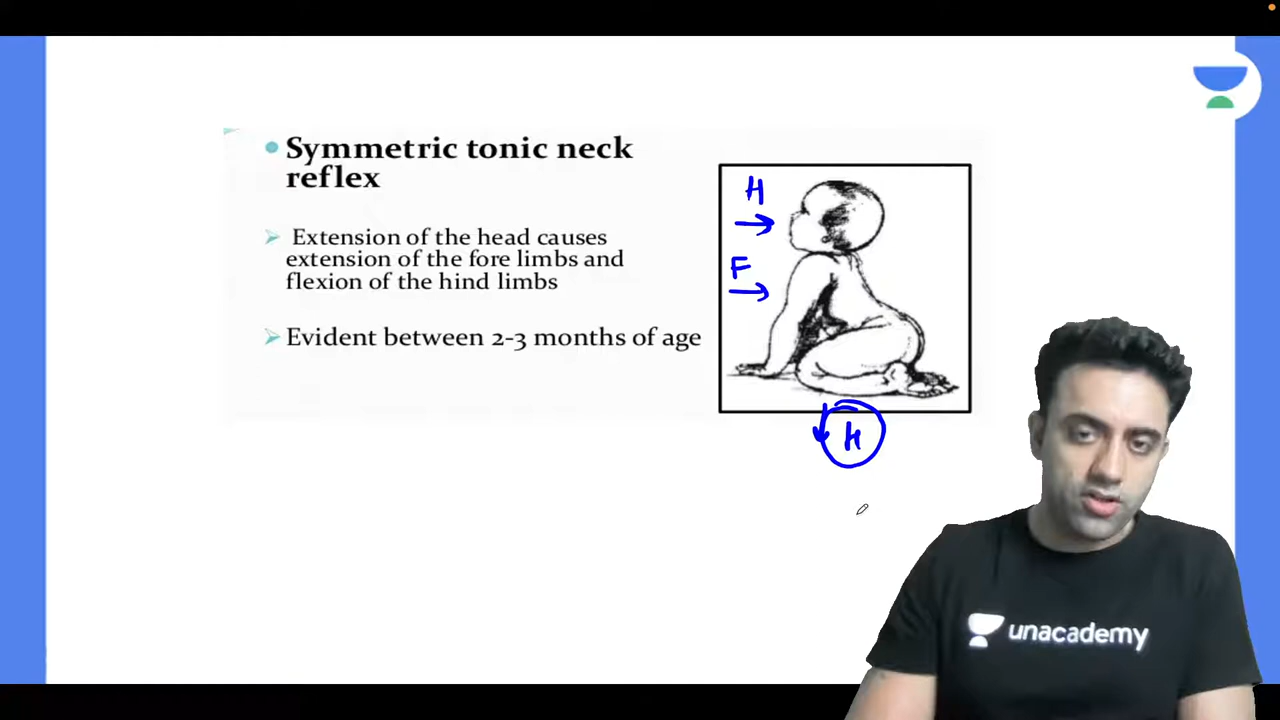 • Symmetric tonic neck
reflex
➢ Extension of the head causes
extension of the fore limbs and
flexion of the hind limbs
➢ Evident between 2-3 months of age
H
F
H
unacademy